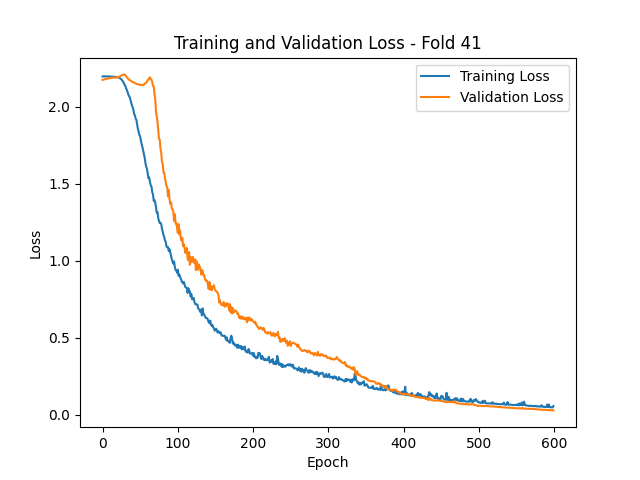 Training and Validation Loss - Fold 41
Training Loss
Validation Loss
2.0
1.5
1.0
0.5
0.0
Loss
0 100 200 300 400 500 600
Epoch